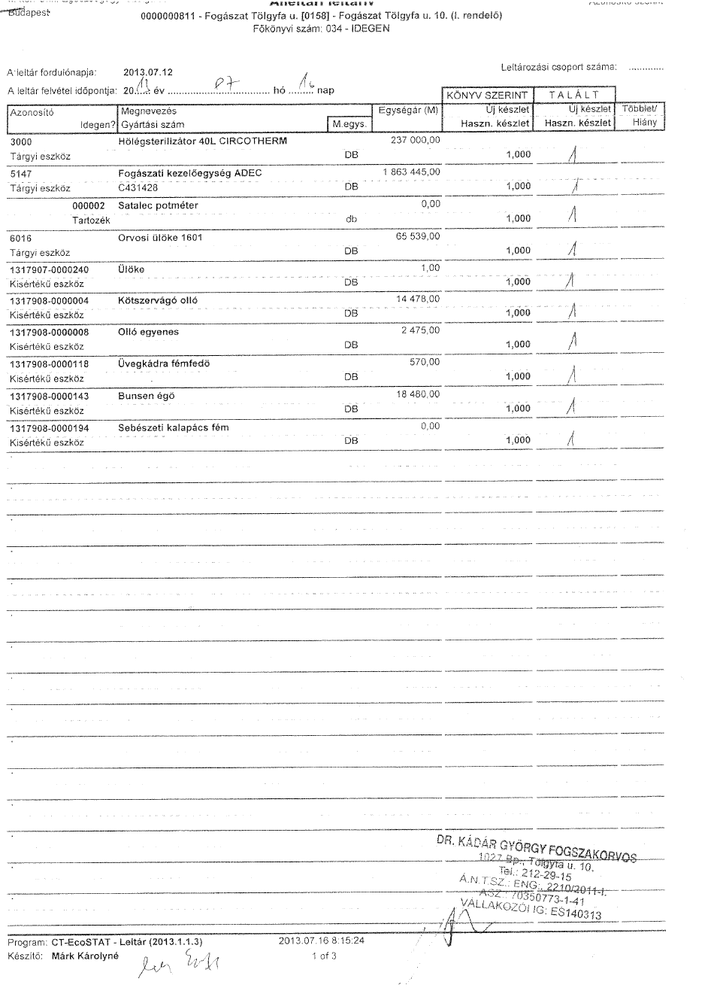 Budapest
0000000811 - Fogászat Tölgyfa u. [0158] - Fogászat Tölgyfa u. 10. (I. rendelő)
Főkönyvi szám: 034 - IDEGEN
Leltározási csoport száma: .............
A leltár fordulónapja: 2013.07.12
A leltár felvétel időpontja: 20 13 év 07 hó 16 nap
KÖNYV SZERINT TALÁLT
Azonosító Megnevezés Egységár (M) Új készlet Új készlet Többlet/
Idegen? Gyártási szám M.egys. Haszn. készlet Haszn. készlet Hiány
3000 Hőlégsterilizátor 40L CIRCOTHERM 237 000,00
Tárgyi eszköz DB 1,000 1
5147 Fogászati kezelőegység ADEC 1 863 445,00
Tárgyi eszköz C431428 DB 1,000 1
000002 Satalec potméter 0,00
Tartozék db 1,000 1
6016 Orvosi ülöke 1601 65 539,00
Tárgyi eszköz DB 1,000 1
1317907-0000240 Ülöke 1,00
Kisértékű eszköz DB 1,000 1
1317908-0000004 Kötszervágó olló 14 478,00
Kisértékű eszköz DB 1,000 1
1317908-0000008 Olló egyenes 2 475,00
Kisértékű eszköz DB 1,000 1
1317908-0000118 Üvegkádra fémfedő 570,00
Kisértékű eszköz DB 1,000 1
1317908-0000143 Bunsen égő 18 480,00
Kisértékű eszköz DB 1,000 1
1317908-0000194 Sebészeti kalapács fém 0,00
Kisértékű eszköz DB 1,000 1
DR. KÁDÁR GYÖRGY FOGSZAKORVOS
1027 Bp., Tölgyfa u. 10.
Tel.: 212-29-15
Á.N.T.SZ.: ENG.: 2210/2011-I.
ASZ.: 70350773-1-41
VÁLLAKOZÓI IG: ES140313
Program: CT-EcoSTAT - Leltár (2013.1.1.3) 2013.07.16 8:15:24
Készítő: Márk Károlyné 1 of 3